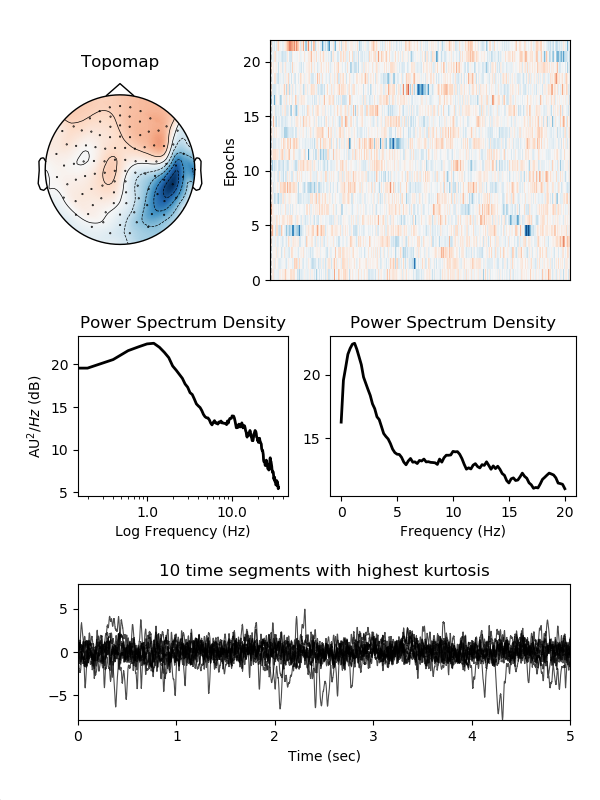 Topomap
Epochs
20
15
10
5
0
Power Spectrum Density
AU²/Hz (dB)
20
15
10
5
1.0 10.0
Log Frequency (Hz)
Power Spectrum Density
20
15
0 5 10 15 20
Frequency (Hz)
10 time segments with highest kurtosis
5
0
−5
0 1 2 3 4 5
Time (sec)